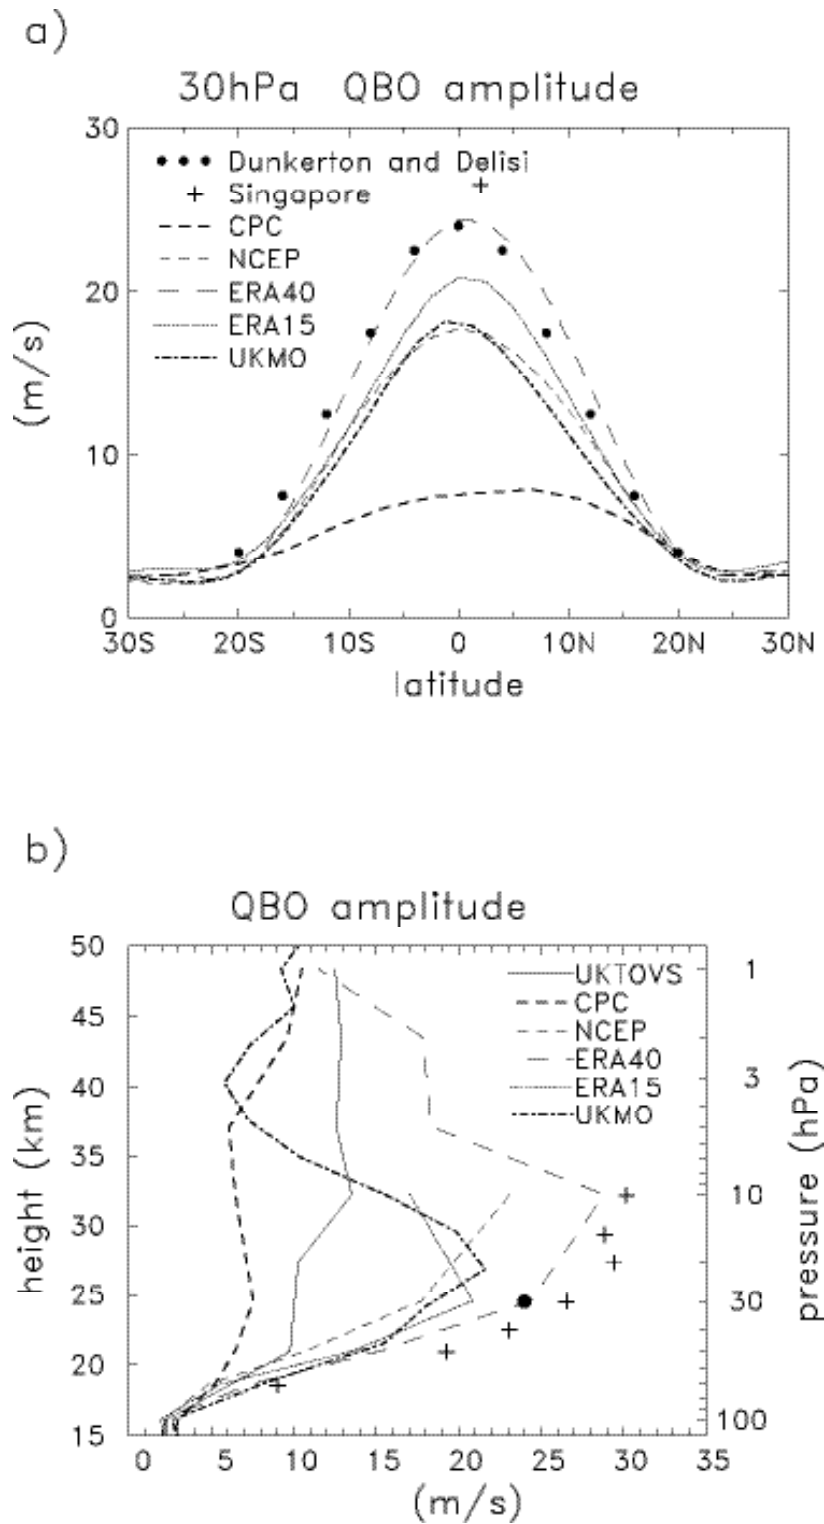 a)
30hPa QBO amplitude
30
20
10
0
(m/s)
Dunkerton and Delisi
Singapore
CPC
NCEP
ERA40
ERA15
UKMO
30S 20S 10S 0 10N 20N 30N
latitude
b)
QBO amplitude
50
45
40
35
30
25
20
15
height (km)
UKTOVS
CPC
NCEP
ERA40
ERA15
UKMO
1
3
10
30
100
pressure (hPa)
0 5 10 15 20 25 30 35
(m/s)